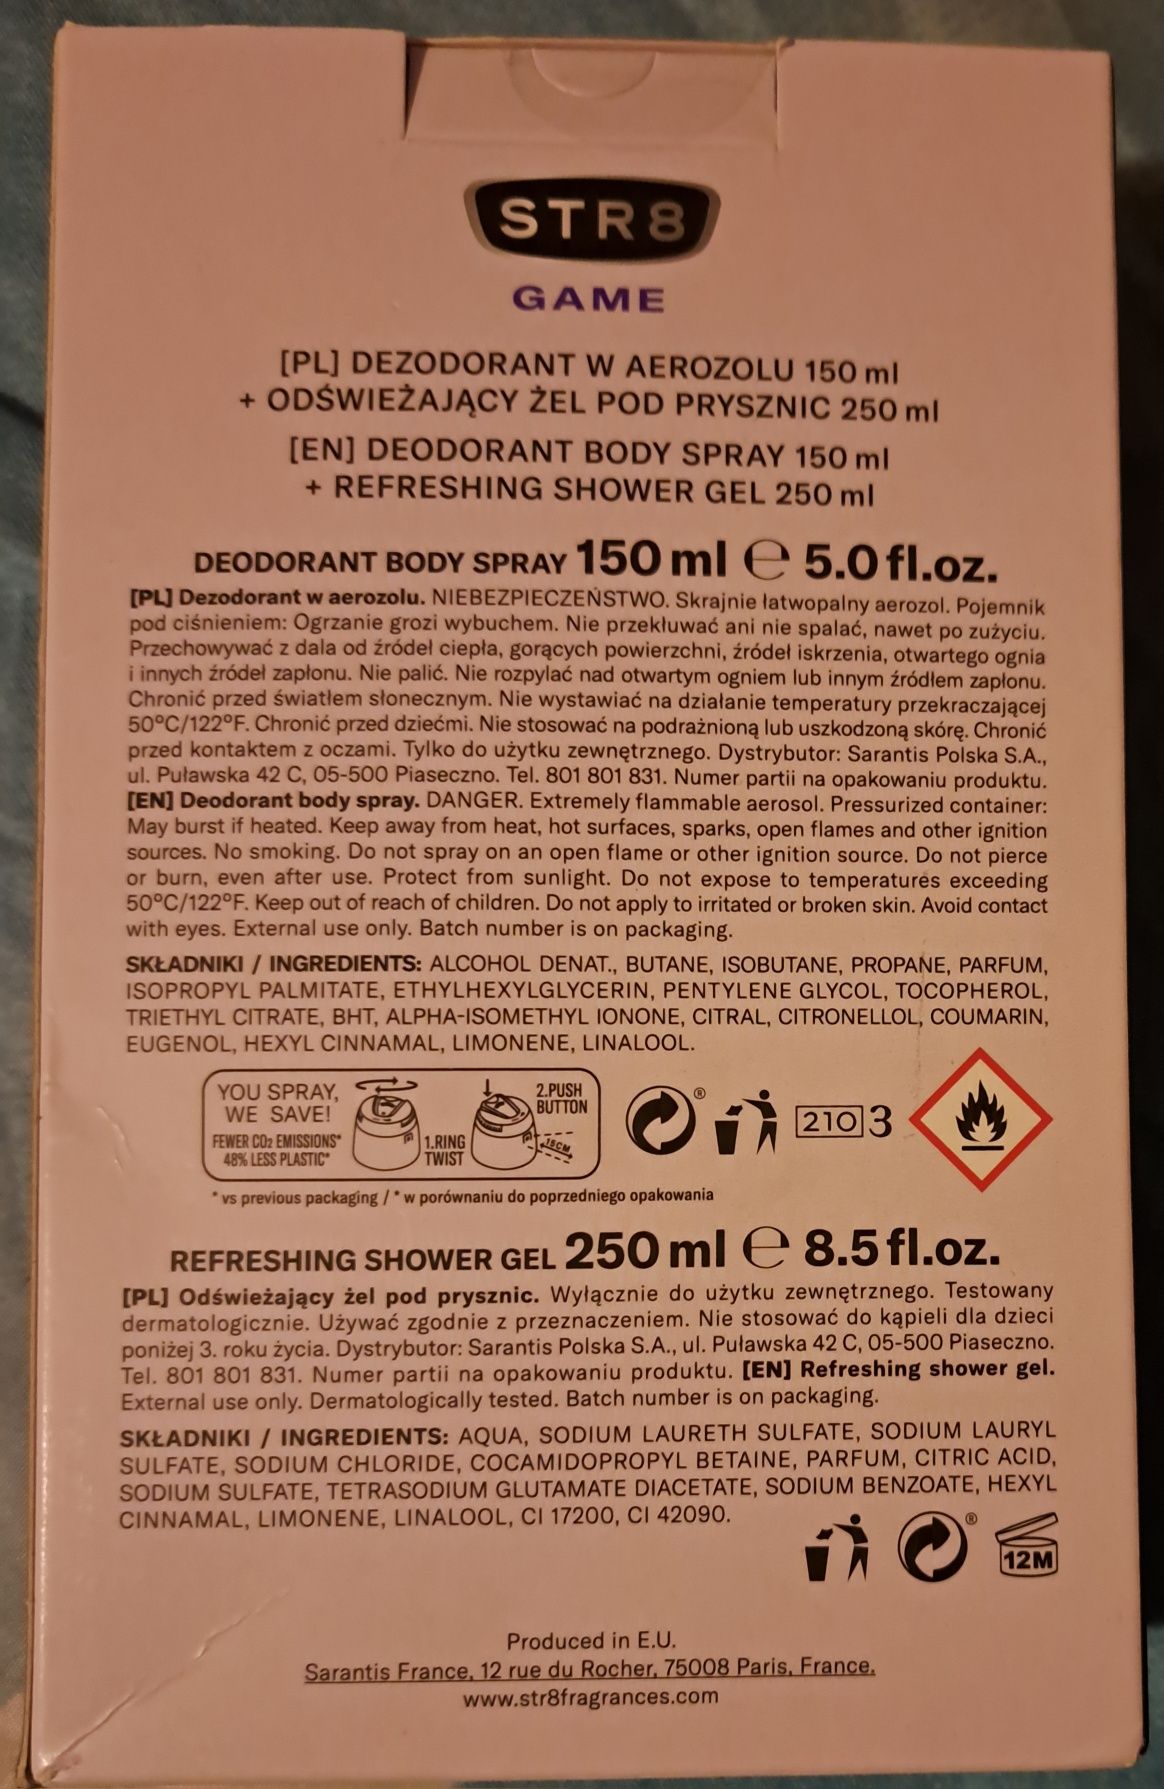 STR8
GAME
[PL] DEZODORANT W AEROZOLU 150 ml
+ ODŚWIEŻAJĄCY ŻEL POD PRYSZNIC 250 ml
[EN] DEODORANT BODY SPRAY 150 ml
+ REFRESHING SHOWER GEL 250 ml
DEODORANT BODY SPRAY 150 ml ℮ 5.0 fl.oz.
[PL] Dezodorant w aerozolu. NIEBEZPIECZEŃSTWO. Skrajnie łatwopalny aerozol. Pojemnik
pod ciśnieniem: Ogrzanie grozi wybuchem. Nie przekłuwać ani nie spalać, nawet po zużyciu.
Przechowywać z dala od źródeł ciepła, gorących powierzchni, źródeł iskrzenia, otwartego ognia
i innych źródeł zapłonu. Nie palić. Nie rozpylać nad otwartym ogniem lub innym źródłem zapłonu.
Chronić przed światłem słonecznym. Nie wystawiać na działanie temperatury przekraczającej
50°C/122°F. Chronić przed dziećmi. Nie stosować na podrażnioną lub uszkodzoną skórę. Chronić
przed kontaktem z oczami. Tylko do użytku zewnętrznego. Dystrybutor: Sarantis Polska S.A.,
ul. Puławska 42 C, 05-500 Piaseczno. Tel. 801 801 831. Numer partii na opakowaniu produktu.
[EN] Deodorant body spray. DANGER. Extremely flammable aerosol. Pressurized container:
May burst if heated. Keep away from heat, hot surfaces, sparks, open flames and other ignition
sources. No smoking. Do not spray on an open flame or other ignition source. Do not pierce
or burn, even after use. Protect from sunlight. Do not expose to temperatures exceeding
50°C/122°F. Keep out of reach of children. Do not apply to irritated or broken skin. Avoid contact
with eyes. External use only. Batch number is on packaging.
SKŁADNIKI / INGREDIENTS: ALCOHOL DENAT., BUTANE, ISOBUTANE, PROPANE, PARFUM,
ISOPROPYL PALMITATE, ETHYLHEXYLGLYCERIN, PENTYLENE GLYCOL, TOCOPHEROL,
TRIETHYL CITRATE, BHT, ALPHA-ISOMETHYL IONONE, CITRAL, CITRONELLOL, COUMARIN,
EUGENOL, HEXYL CINNAMAL, LIMONENE, LINALOOL.
YOU SPRAY,
WE SAVE!
FEWER CO2 EMISSIONS*
48% LESS PLASTIC*
1.RING
TWIST
2.PUSH
BUTTON
15CM
®
210 3
* vs previous packaging / * w porównaniu do poprzedniego opakowania
REFRESHING SHOWER GEL 250 ml ℮ 8.5 fl.oz.
[PL] Odświeżający żel pod prysznic. Wyłącznie do użytku zewnętrznego. Testowany
dermatologicznie. Używać zgodnie z przeznaczeniem. Nie stosować do kąpieli dla dzieci
poniżej 3. roku życia. Dystrybutor: Sarantis Polska S.A., ul. Puławska 42 C, 05-500 Piaseczno.
Tel. 801 801 831. Numer partii na opakowaniu produktu. [EN] Refreshing shower gel.
External use only. Dermatologically tested. Batch number is on packaging.
SKŁADNIKI / INGREDIENTS: AQUA, SODIUM LAURETH SULFATE, SODIUM LAURYL
SULFATE, SODIUM CHLORIDE, COCAMIDOPROPYL BETAINE, PARFUM, CITRIC ACID,
SODIUM SULFATE, TETRASODIUM GLUTAMATE DIACETATE, SODIUM BENZOATE, HEXYL
CINNAMAL, LIMONENE, LINALOOL, CI 17200, CI 42090.
®
12M
Produced in E.U.
Sarantis France, 12 rue du Rocher, 75008 Paris, France.
www.str8fragrances.com